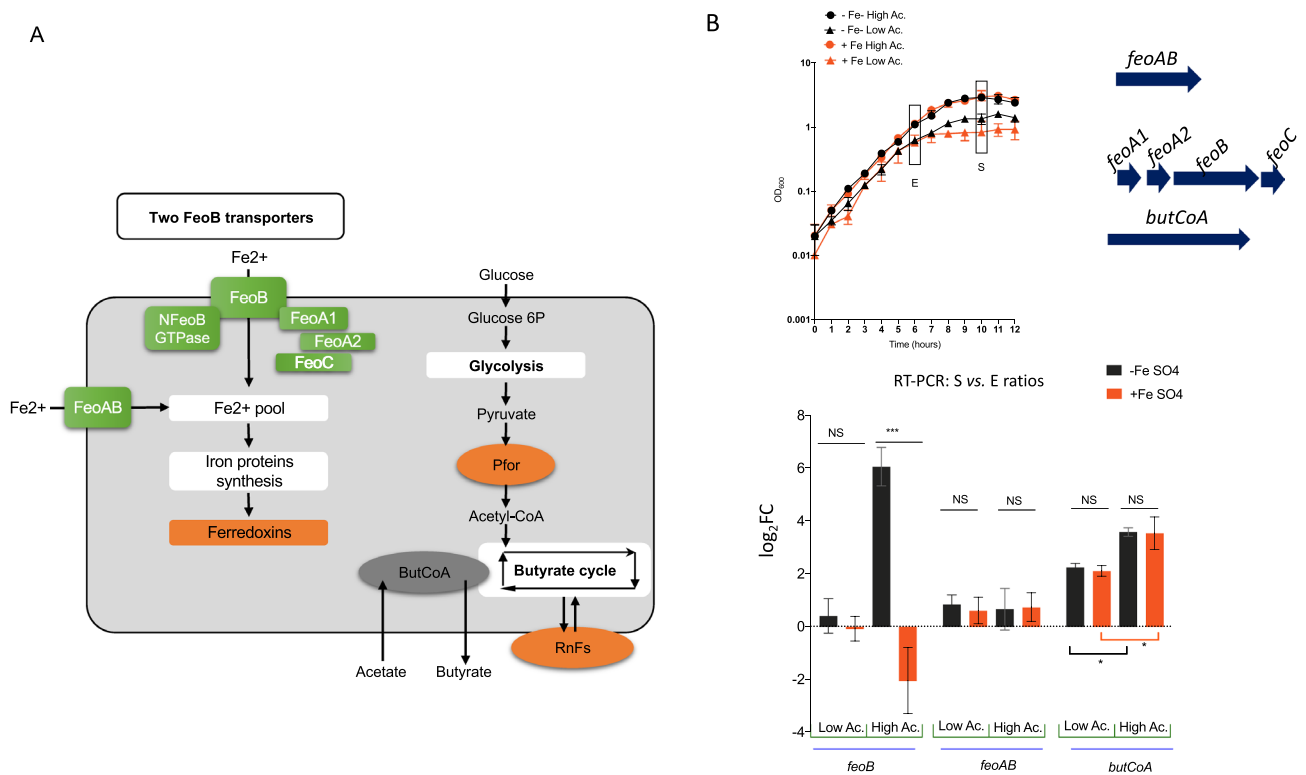 A
Two FeoB transporters
Fe2+
FeoB
NFeoB
GTPase
FeoA1
FeoA2
FeoC
Fe2+
FeoAB
Fe2+ pool
Iron proteins
synthesis
Ferredoxins
Glucose
Glucose 6P
Glycolysis
Pyruvate
Pfor
Acetyl-CoA
ButCoA
Butyrate cycle
RnFs
Acetate
Butyrate
B
- Fe- High Ac.
- Fe- Low Ac.
+ Fe High Ac.
+ Fe Low Ac.
10
1
0.1
0.01
0.001
OD600
E
S
0 1 2 3 4 5 6 7 8 9 10 11 12
Time (hours)
feoAB
feoA1 feoA2 feoB feoC
butCoA
RT-PCR: S vs. E ratios
-Fe SO4
+Fe SO4
log2FC
8
6
4
2
0
-2
-4
NS *** NS NS NS NS
* *
Low Ac. High Ac. Low Ac. High Ac. Low Ac. High Ac.
feoB feoAB butCoA